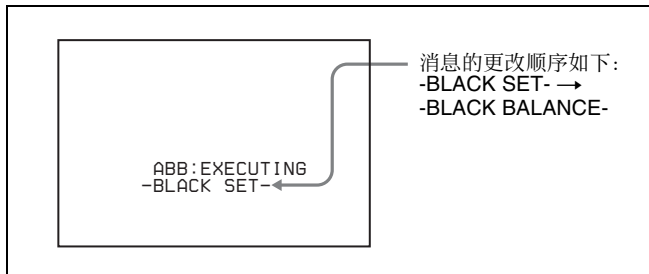 消息的更改顺序如下:
-BLACK SET- →
-BLACK BALANCE-
ABB:EXECUTING
-BLACK SET-